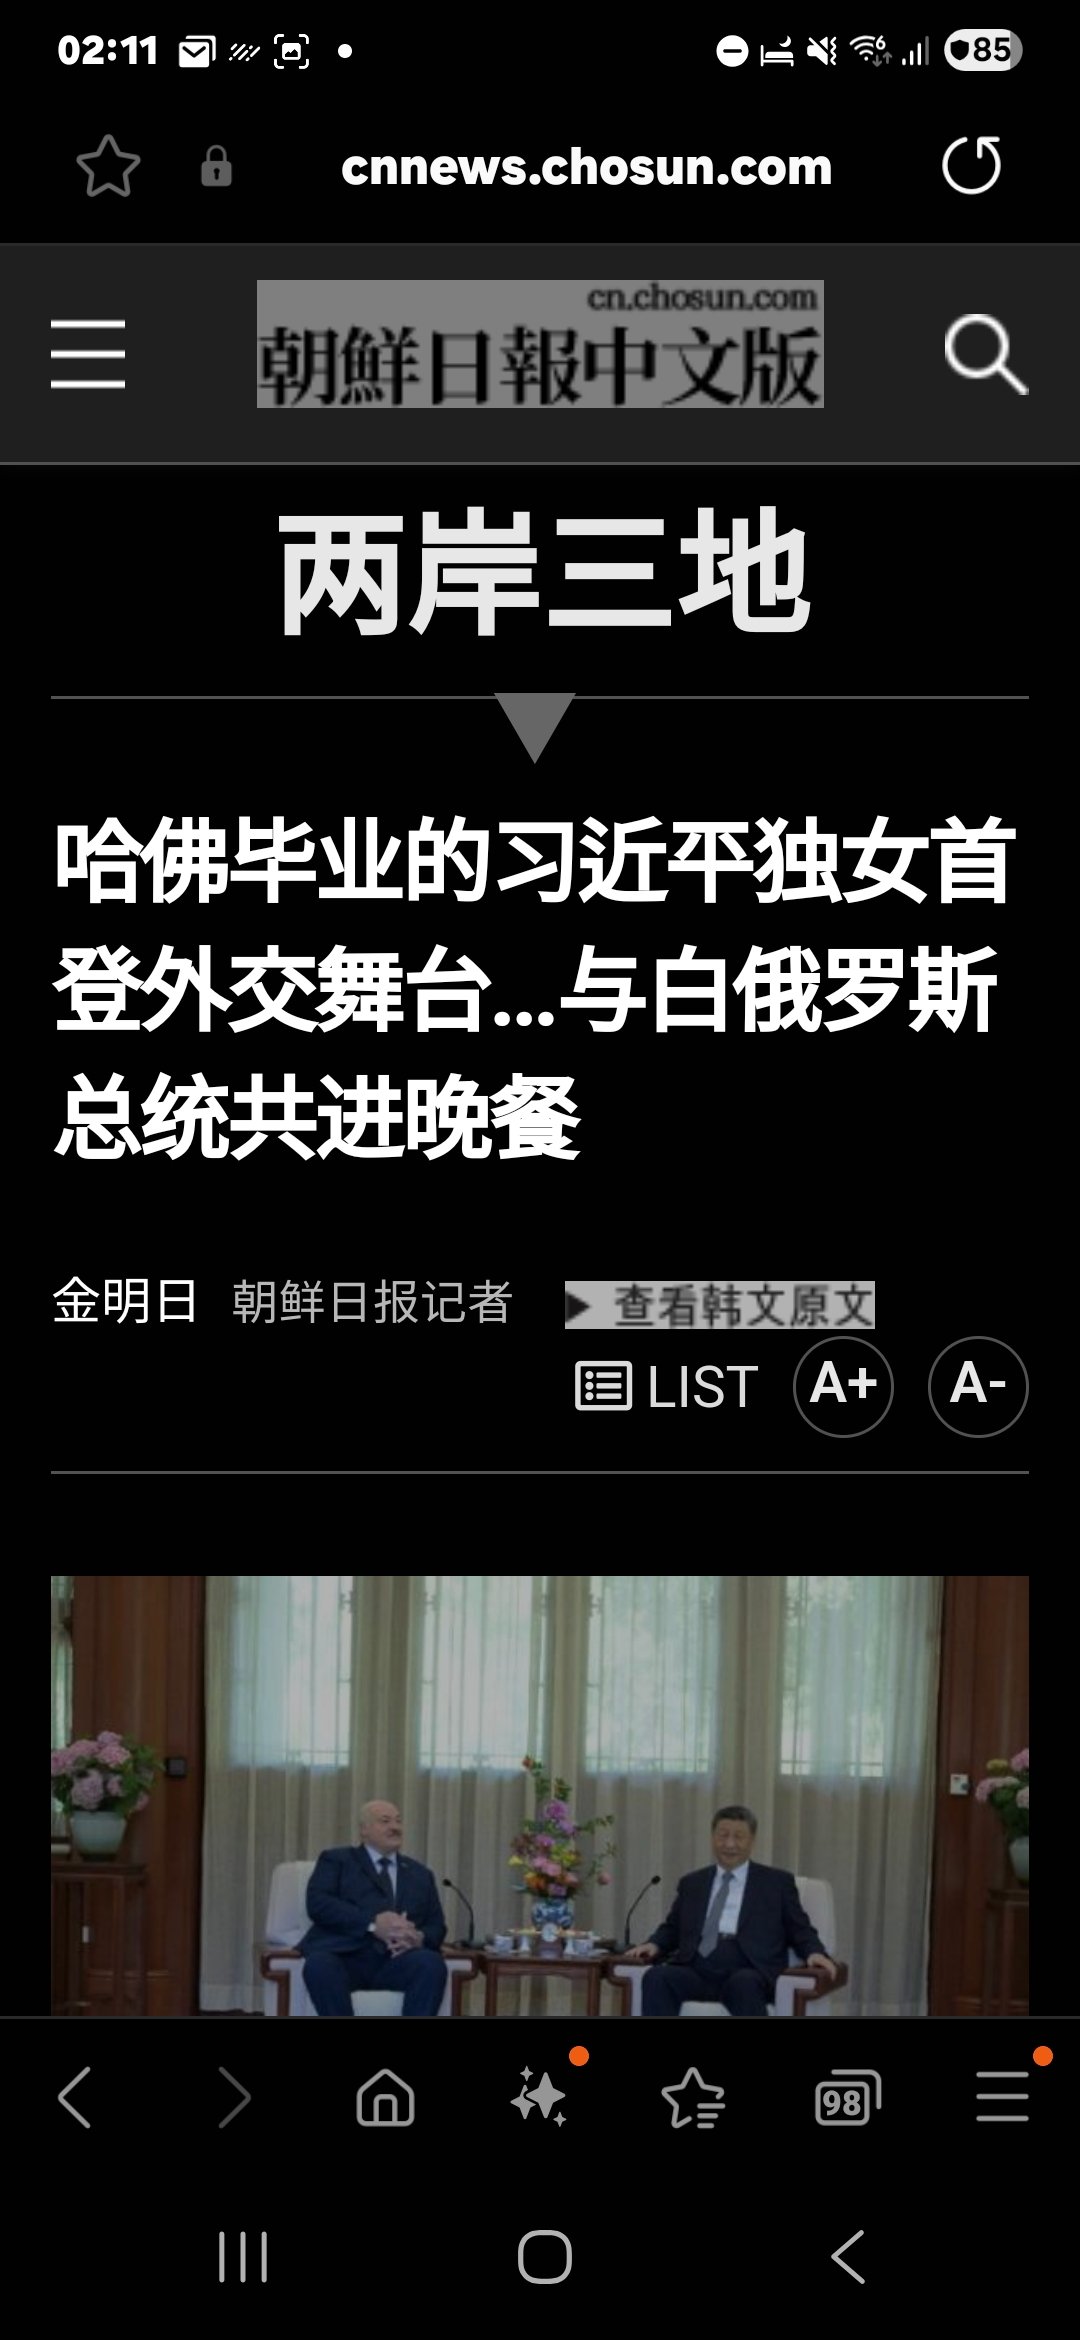 02:11
85
cnnews.chosun.com
cn.chosun.com
朝鮮日報中文版
两岸三地
哈佛毕业的习近平独女首
登外交舞台...与白俄罗斯
总统共进晚餐
金明日 朝鲜日报记者 ▶ 查看韩文原文
LIST A+ A-
98